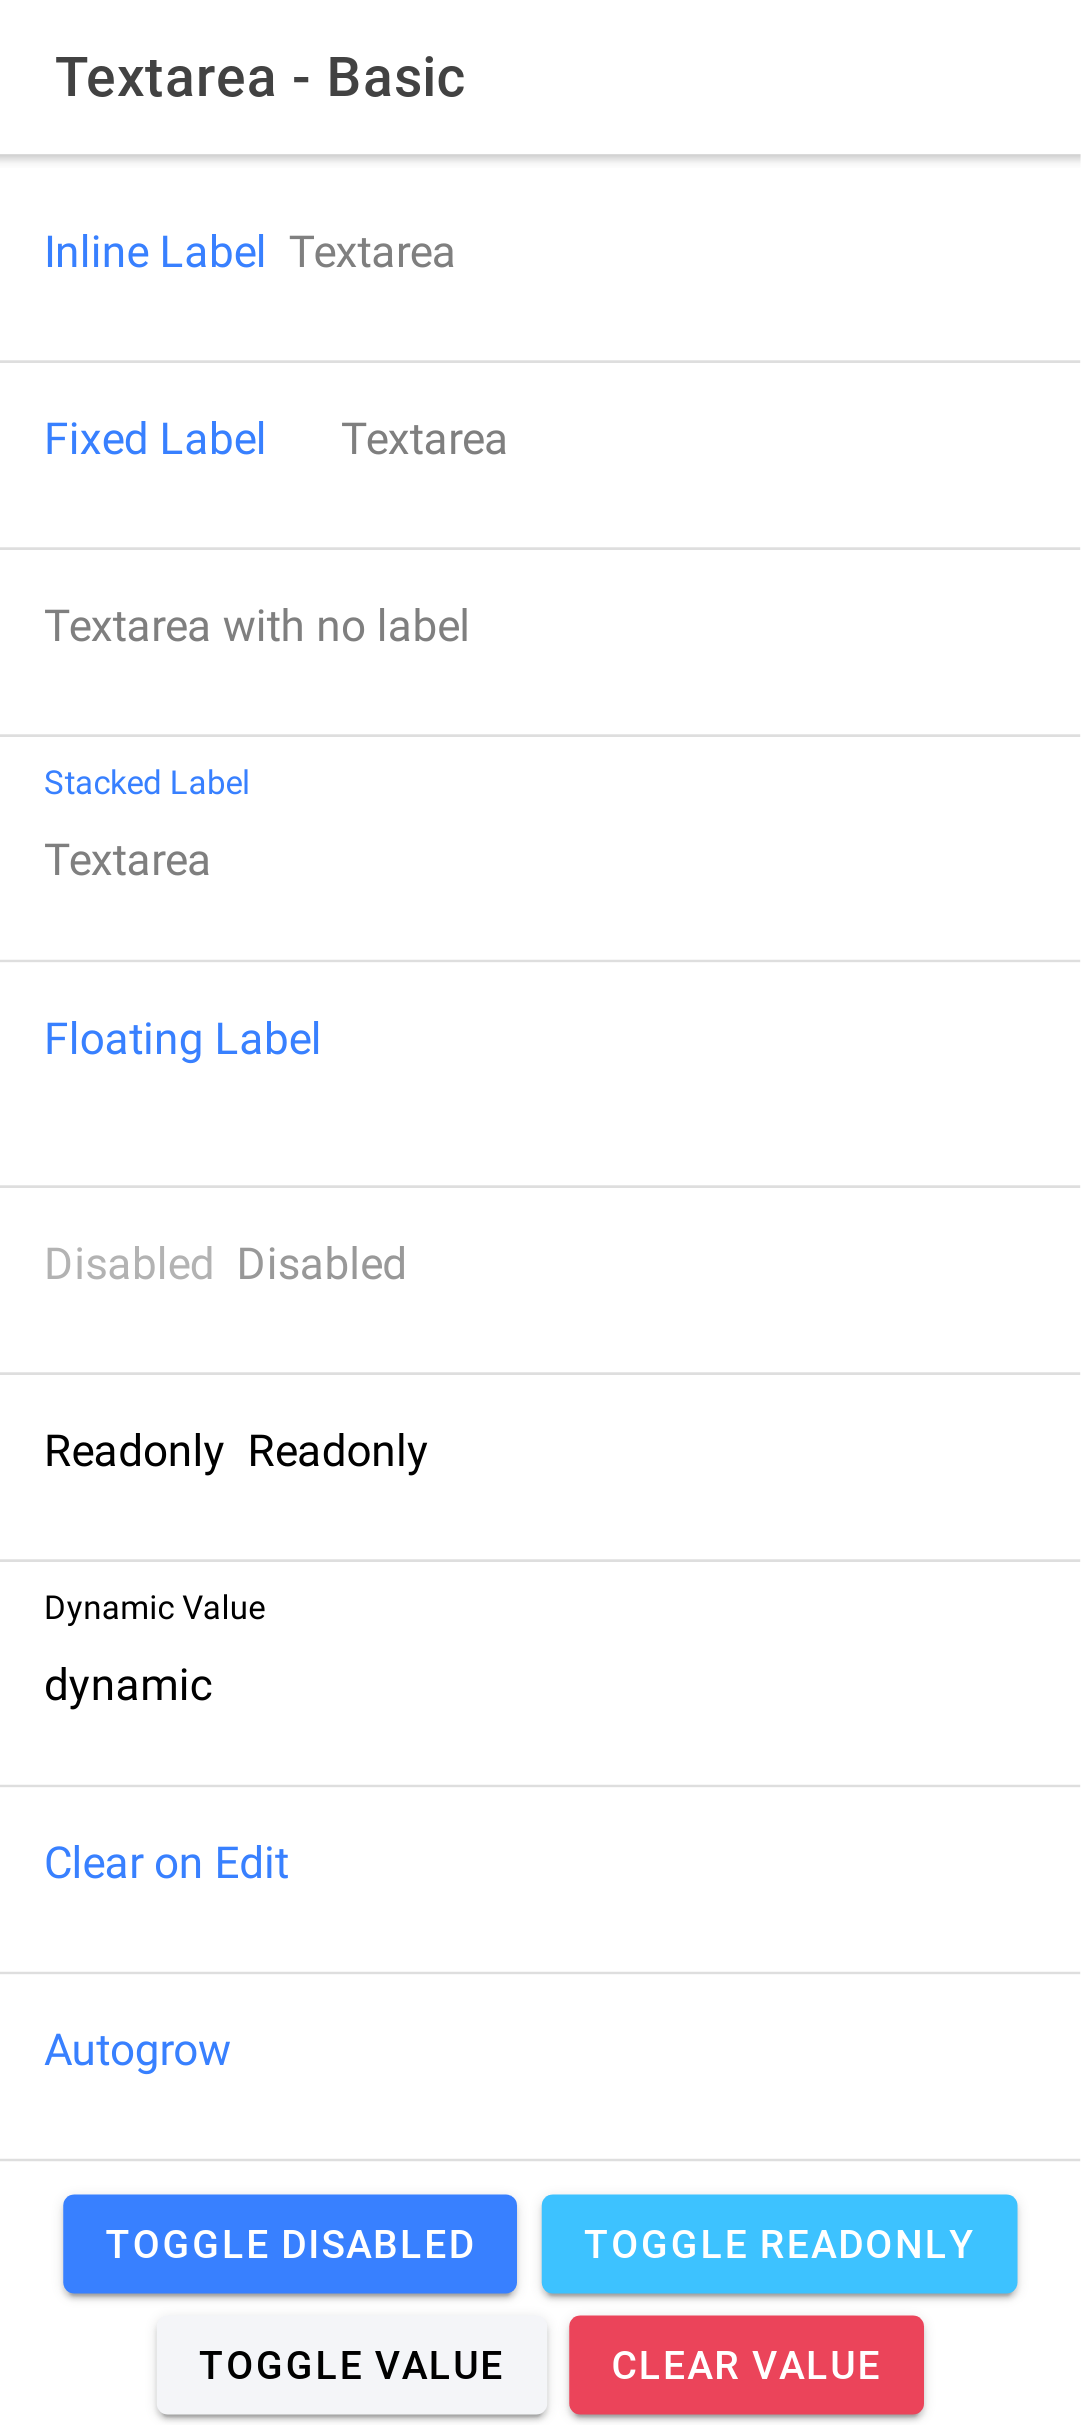 Textarea - Basic
Inline Label Textarea
Fixed Label Textarea
Textarea with no label
Stacked Label
Textarea
Floating Label
Disabled Disabled
Readonly Readonly
Dynamic Value
dynamic
Clear on Edit
Autogrow
TOGGLE DISABLED TOGGLE READONLY
TOGGLE VALUE CLEAR VALUE